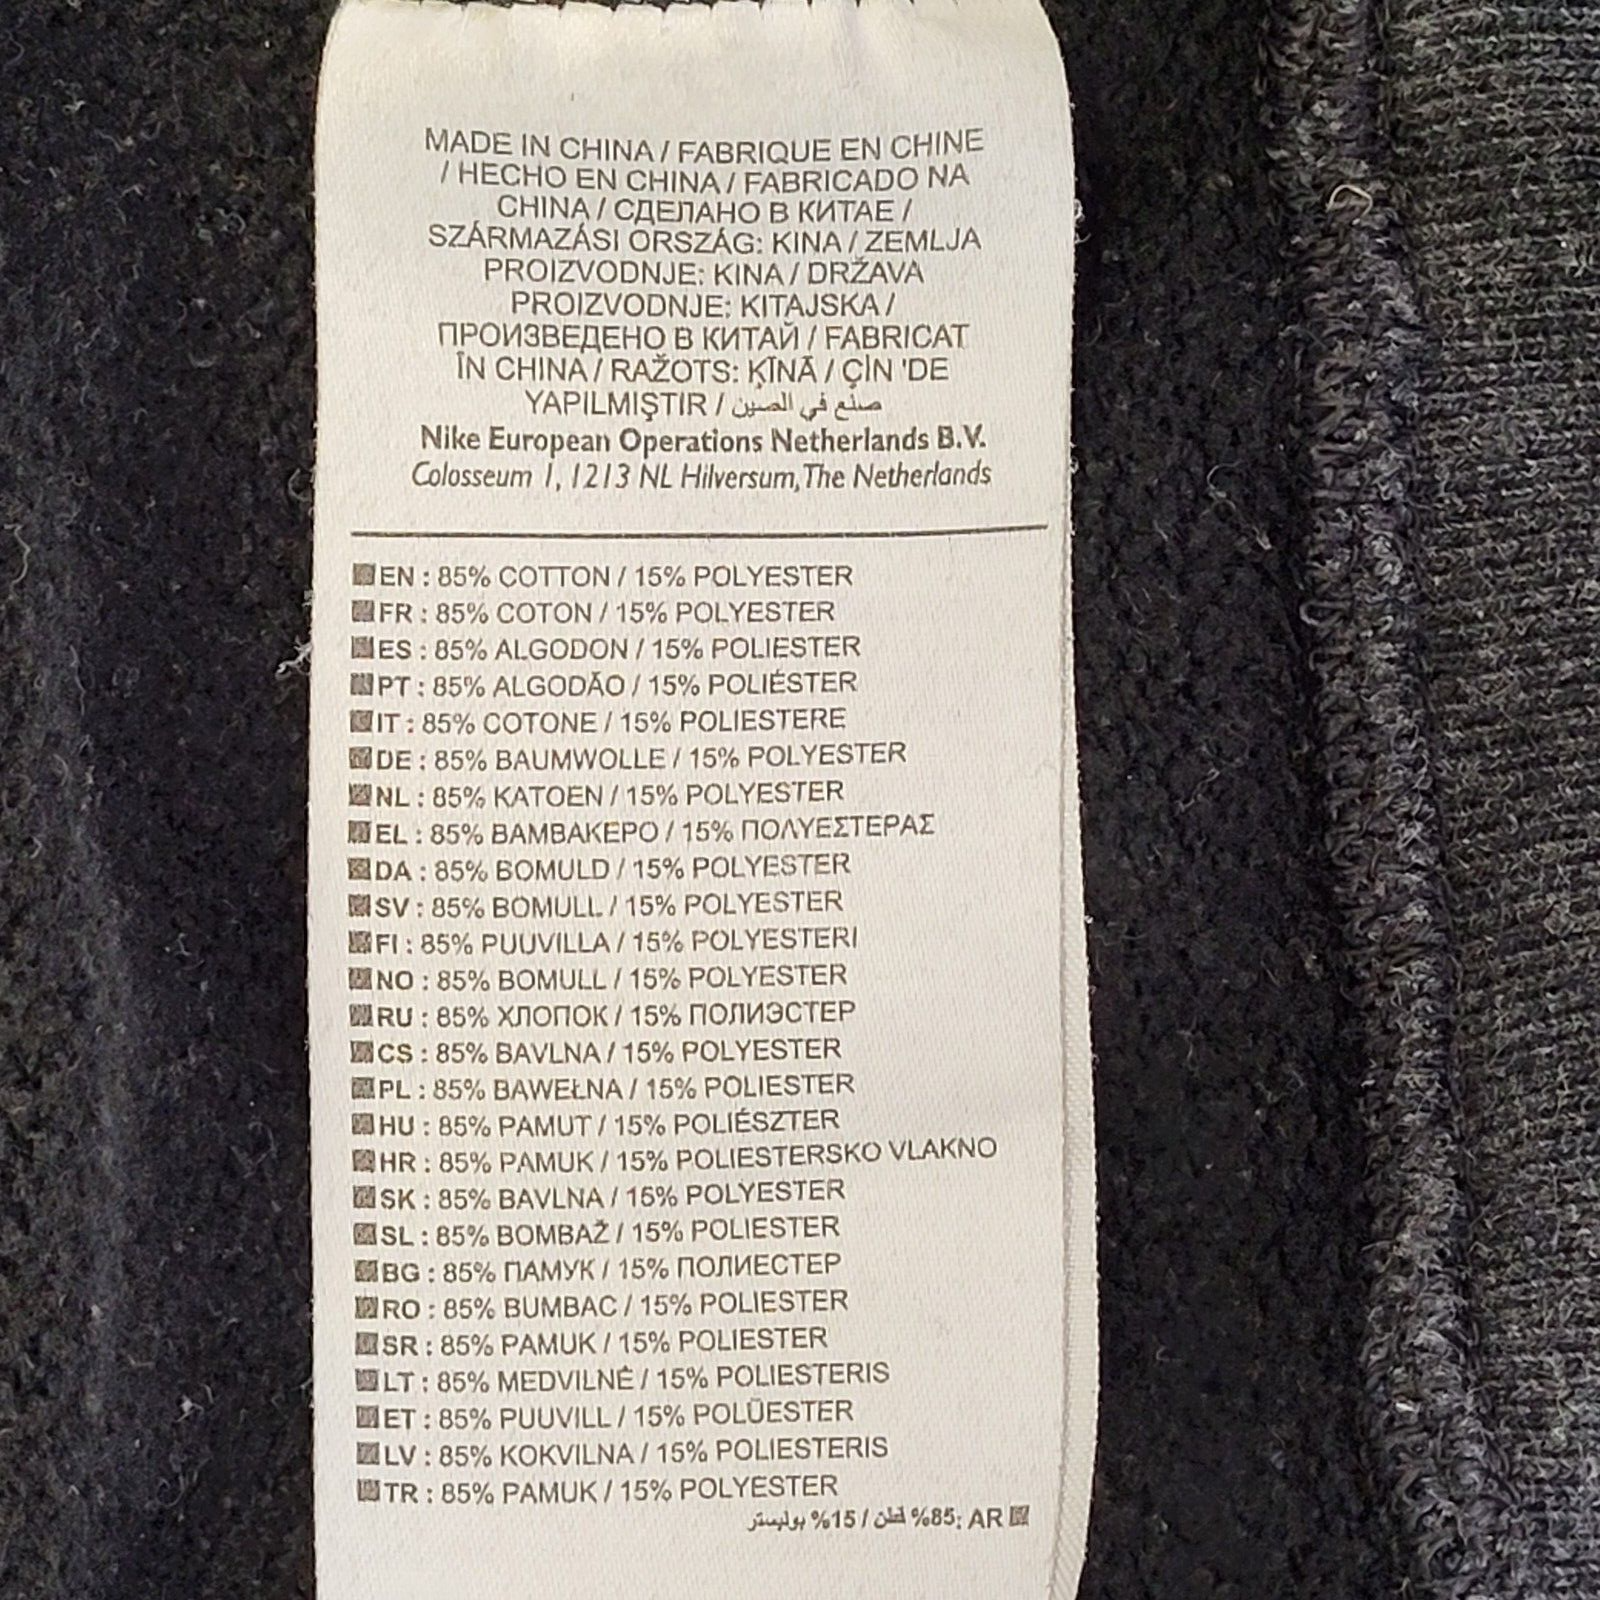 MADE IN CHINA / FABRIQUE EN CHINE
/ HECHO EN CHINA / FABRICADO NA
CHINA / СДЕЛАНО В КИТАЕ /
SZÁRMAZÁSI ORSZÁG: KINA / ZEMLJA
PROIZVODNJE: KINA / DRŽAVA
PROIZVODNJE: KITAJSKA /
ПРОИЗВЕДЕНО В КИТАЙ / FABRICAT
ÎN CHINA / RAŽOTS: ĶĪNĀ / ÇİN 'DE
YAPILMIŞTIR / صنع في الصين
Nike European Operations Netherlands B.V.
Colosseum 1, 1213 NL Hilversum, The Netherlands
EN : 85% COTTON / 15% POLYESTER
FR : 85% COTON / 15% POLYESTER
ES : 85% ALGODON / 15% POLIESTER
PT : 85% ALGODÃO / 15% POLIÉSTER
IT : 85% COTONE / 15% POLIESTERE
DE : 85% BAUMWOLLE / 15% POLYESTER
NL : 85% KATOEN / 15% POLYESTER
EL : 85% ΒΑΜΒΑΚΕΡΟ / 15% ΠΟΛΥΕΣΤΕΡΑΣ
DA : 85% BOMULD / 15% POLYESTER
SV : 85% BOMULL / 15% POLYESTER
FI : 85% PUUVILLA / 15% POLYESTERI
NO : 85% BOMULL / 15% POLYESTER
RU : 85% ХЛОПОК / 15% ПОЛИЭСТЕР
CS : 85% BAVLNA / 15% POLYESTER
PL : 85% BAWEŁNA / 15% POLIESTER
HU : 85% PAMUT / 15% POLIÉSZTER
HR : 85% PAMUK / 15% POLIESTERSKO VLAKNO
SK : 85% BAVLNA / 15% POLYESTER
SL : 85% BOMBAŽ / 15% POLIESTER
BG : 85% ПАМУК / 15% ПОЛИЕСТЕР
RO : 85% BUMBAC / 15% POLIESTER
SR : 85% PAMUK / 15% POLIESTER
LT : 85% MEDVILNĖ / 15% POLIESTERIS
ET : 85% PUUVILL / 15% POLÜESTER
LV : 85% KOKVILNA / 15% POLIESTERIS
TR : 85% PAMUK / 15% POLYESTER
AR :85% قطن / 15% بوليستر